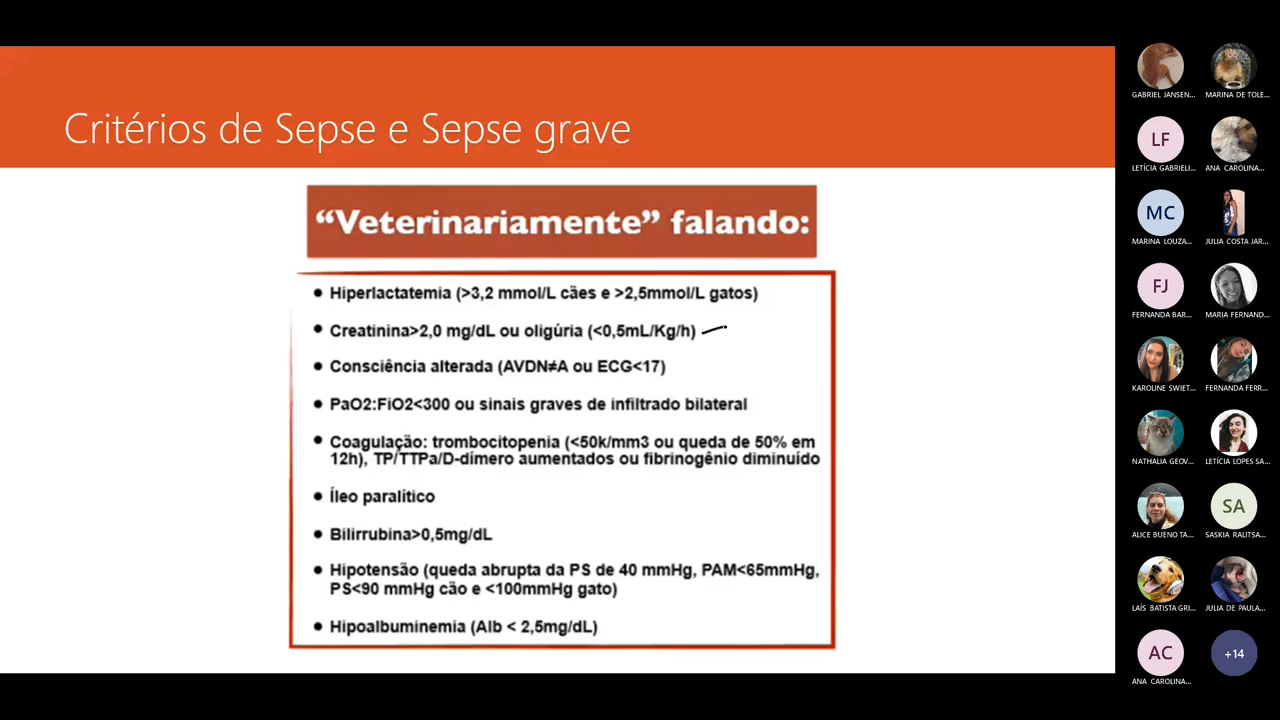 Critérios de Sepse e Sepse grave
“Veterinariamente” falando:
• Hiperlactatemia (>3,2 mmol/L cães e >2,5mmol/L gatos)
• Creatinina>2,0 mg/dL ou oligúria (<0,5mL/Kg/h)
• Consciência alterada (AVDN≠A ou ECG<17)
• PaO2:FiO2<300 ou sinais graves de infiltrado bilateral
• Coagulação: trombocitopenia (<50k/mm3 ou queda de 50% em
12h), TP/TTPa/D-dímero aumentados ou fibrinogênio diminuído
• Íleo paralítico
• Bilirrubina>0,5mg/dL
• Hipotensão (queda abrupta da PS de 40 mmHg, PAM<65mmHg,
PS<90 mmHg cão e <100mmHg gato)
• Hipoalbuminemia (Alb < 2,5mg/dL)
GABRIEL JANSEN...
MARINA DE TOLE...
LF
LETÍCIA GABRIELI...
ANA CAROLINA...
MC
MARINA LOUZA...
JULIA COSTA JAR...
FJ
FERNANDA BAR...
MARIA FERNAND...
KAROLINE SWIET...
FERNANDA FERR...
NATHALIA GEOV...
LETÍCIA LOPES SA...
SA
ALICE BUENO TA...
SASKIA RALITSA...
LAÍS BATISTA GRI...
JULIA DE PAULA...
AC
+14
ANA CAROLINA...